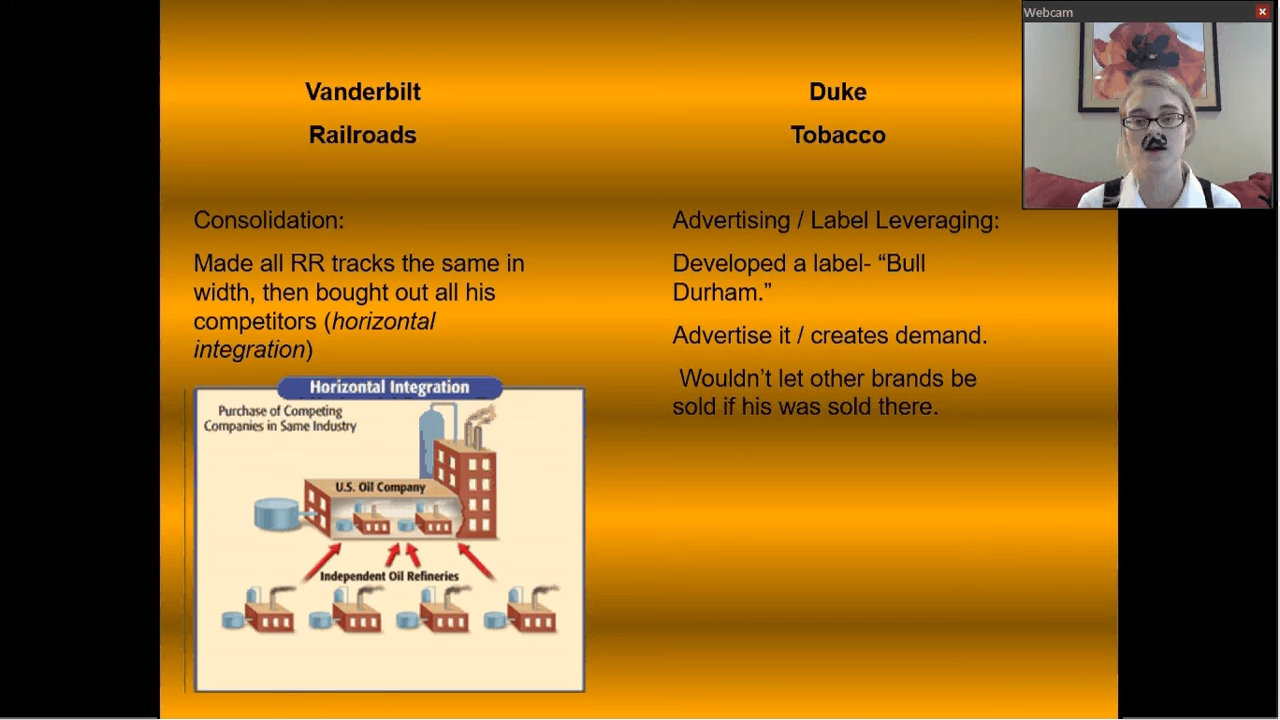 Webcam
Vanderbilt
Railroads
Consolidation:
Made all RR tracks the same in
width, then bought out all his
competitors (horizontal
integration)
Horizontal Integration
Purchase of Competing
Companies in Same Industry
U.S. Oil Company
Independent Oil Refineries
Duke
Tobacco
Advertising / Label Leveraging:
Developed a label- “Bull
Durham.”
Advertise it / creates demand.
Wouldn’t let other brands be
sold if his was sold there.